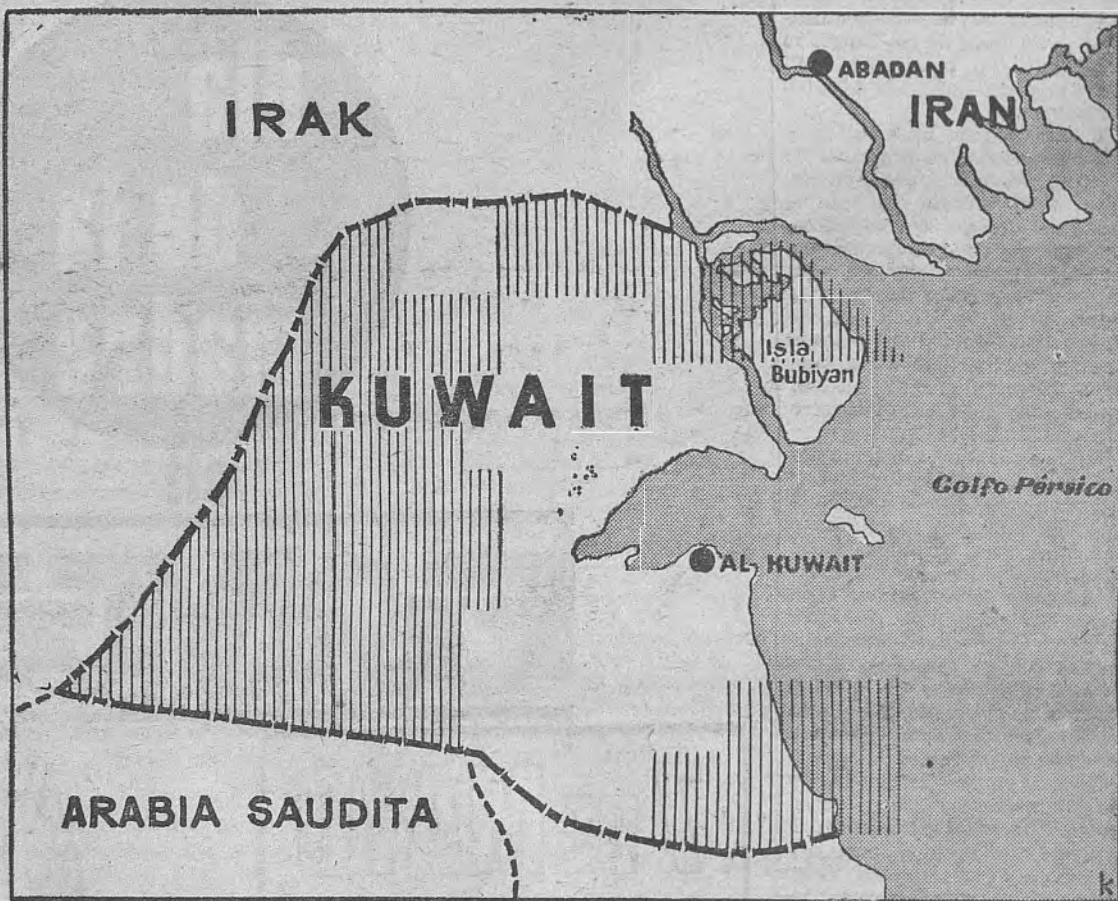 ABADAN
IRAK
IRAN
KUWAIT
Isla
Bubiyan
Golfo Pérsico
AL KUWAIT
ARABIA SAUDITA
k